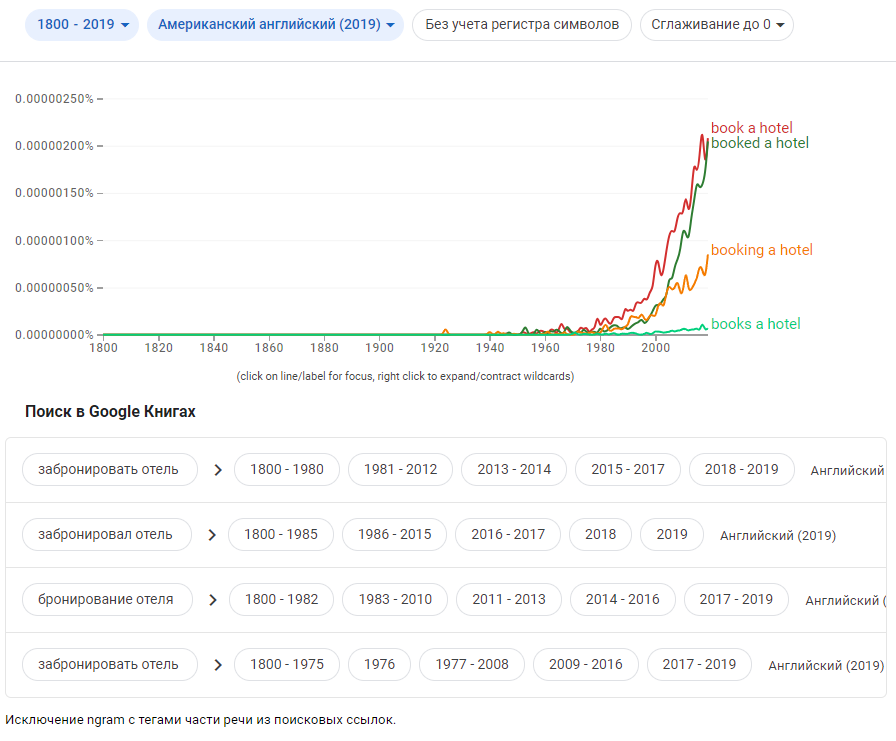 1800 - 2019 Американский английский (2019) Без учета регистра символов Сглаживание до 0
0.00000250%
book a hotel
0.00000200%
booked a hotel
0.00000150%
0.00000100%
booking a hotel
0.00000050%
books a hotel
0.00000000%
1800 1820 1840 1860 1880 1900 1920 1940 1960 1980 2000
(click on line/label for focus, right click to expand/contract wildcards)
Поиск в Google Книгах
забронировать отель 1800 - 1980 1981 - 2012 2013 - 2014 2015 - 2017 2018 - 2019 Английский
забронировал отель 1800 - 1985 1986 - 2015 2016 - 2017 2018 2019 Английский (2019)
бронирование отеля 1800 - 1982 1983 - 2010 2011 - 2013 2014 - 2016 2017 - 2019 Английский (
забронировать отель 1800 - 1975 1976 1977 - 2008 2009 - 2016 2017 - 2019 Английский (2019)
Исключение ngram с тегами части речи из поисковых ссылок.